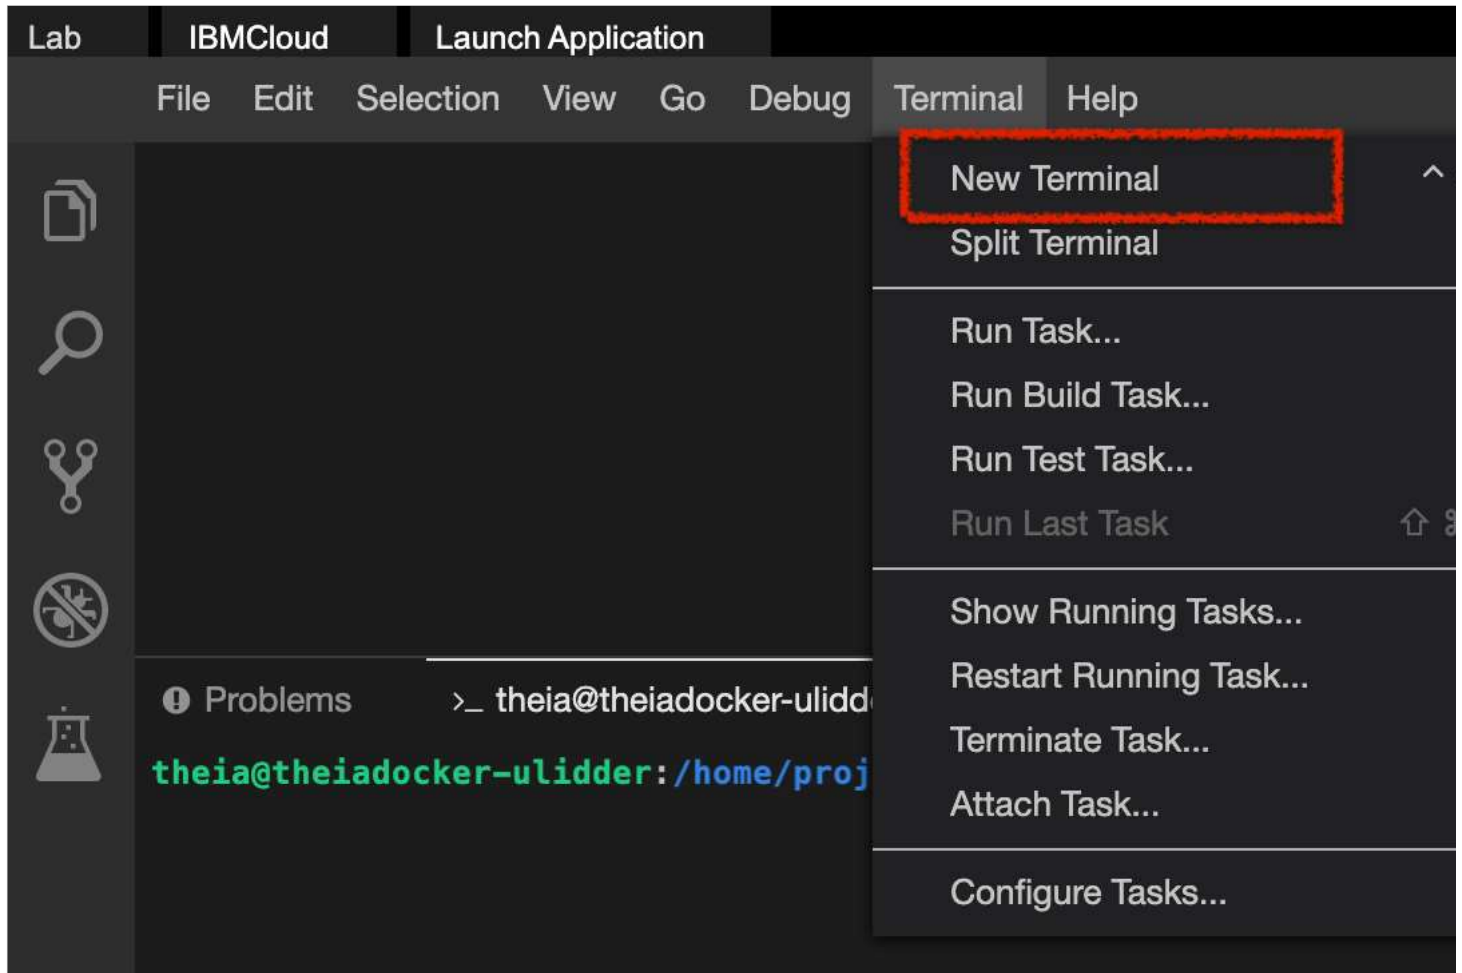 Lab IBMCloud Launch Application
File Edit Selection View Go Debug Terminal Help
New Terminal ^
Split Terminal
Run Task...
Run Build Task...
Run Test Task...
Run Last Task ⇧
Show Running Tasks...
Restart Running Task...
Terminate Task...
Attach Task...
Configure Tasks...
Problems >_ theia@theiadocker-ulidd
theia@theiadocker-ulidder:/home/proj